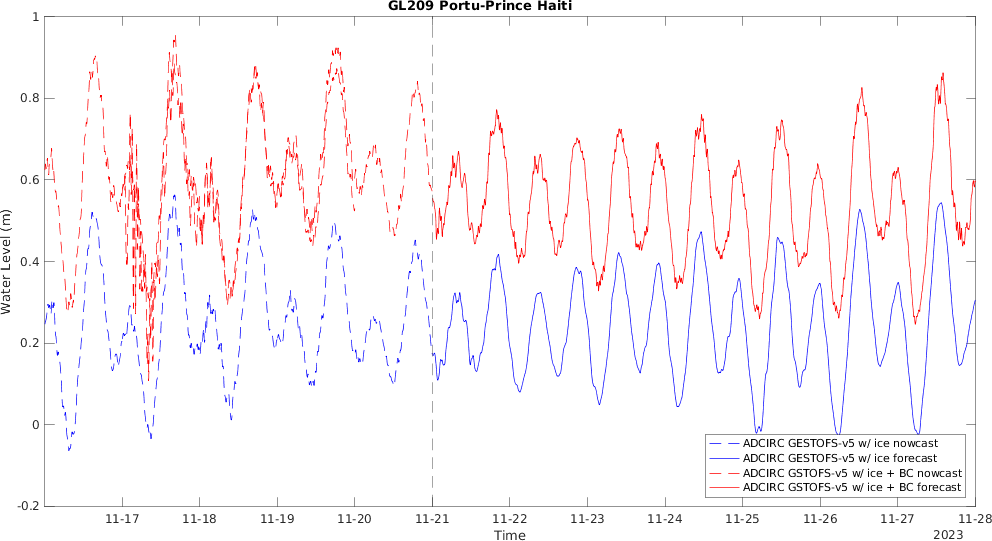 GL209 Portu-Prince Haiti
Water Level (m)
1
0.8
0.6
0.4
0.2
0
-0.2
ADCIRC GESTOFS-v5 w/ ice nowcast
ADCIRC GESTOFS-v5 w/ ice forecast
ADCIRC GSTOFS-v5 w/ ice + BC nowcast
ADCIRC GSTOFS-v5 w/ ice + BC forecast
11-17 11-18 11-19 11-20 11-21 11-22 11-23 11-24 11-25 11-26 11-27 11-28
Time
2023